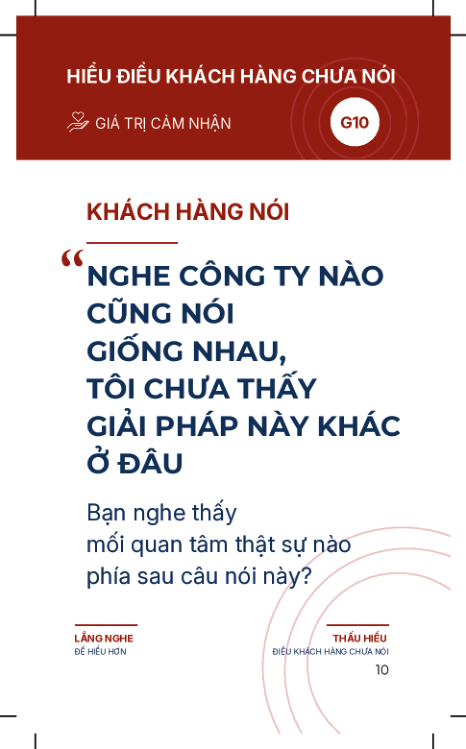 HIỂU ĐIỀU KHÁCH HÀNG CHƯA NÓI
GIÁ TRỊ CẢM NHẬN
G10
KHÁCH HÀNG NÓI
“NGHE CÔNG TY NÀO
CŨNG NÓI
GIỐNG NHAU,
TÔI CHƯA THẤY
GIẢI PHÁP NÀY KHÁC
Ở ĐÂU
Bạn nghe thấy
mối quan tâm thật sự nào
phía sau câu nói này?
LẮNG NGHE
ĐỂ HIỂU HƠN
THẤU HIỂU
ĐIỀU KHÁCH HÀNG CHƯA NÓI
10